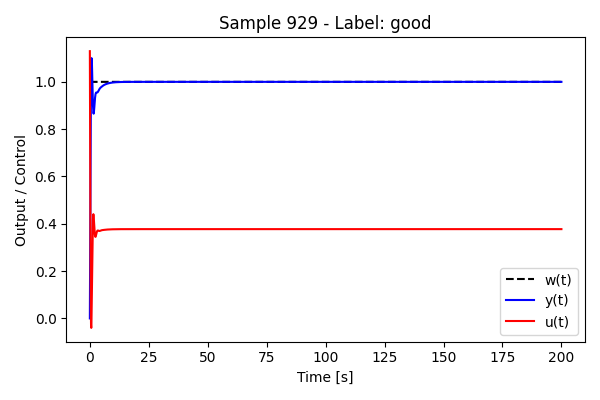 Sample 929 - Label: good
Output / Control
1.0
0.8
0.6
0.4
0.2
0.0
w(t)
y(t)
u(t)
0 25 50 75 100 125 150 175 200
Time [s]